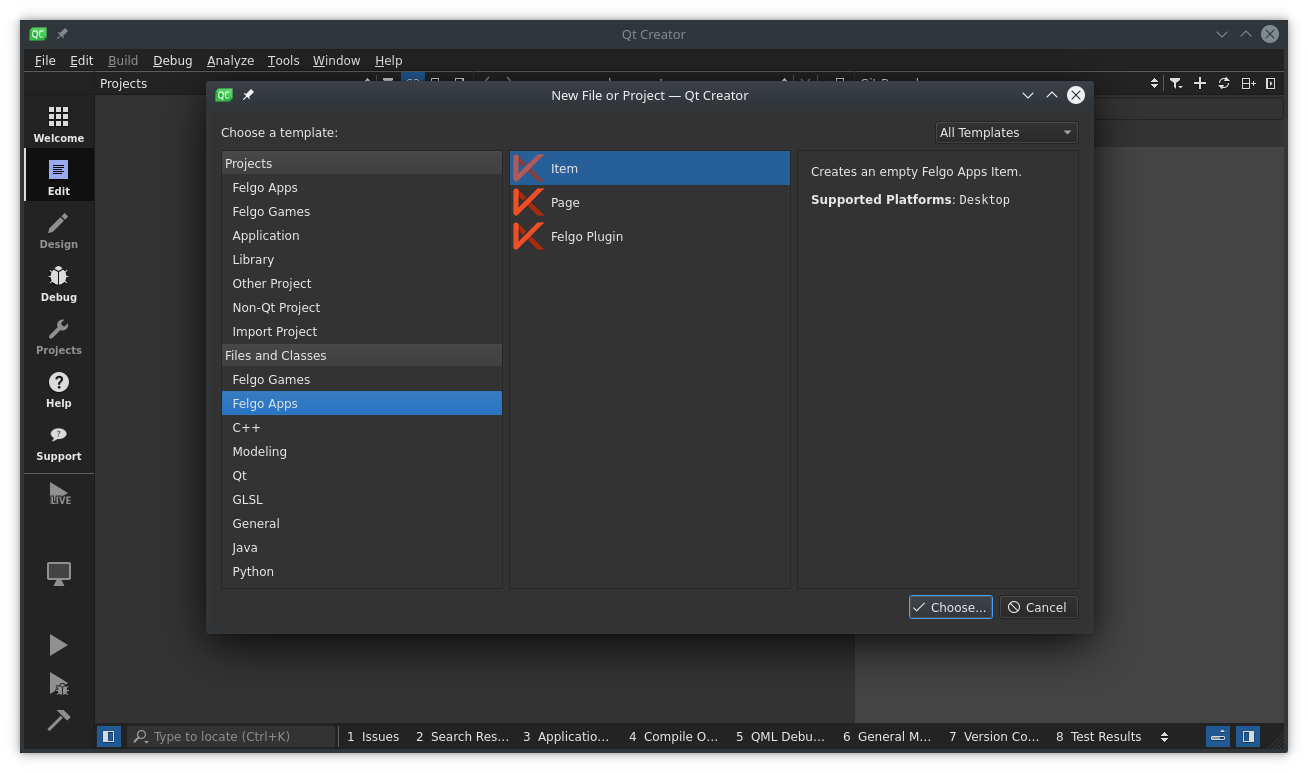 QC
Qt Creator
File Edit Build Debug Analyze Tools Window Help
Projects
QC
New File or Project — Qt Creator
Choose a template:
All Templates
Projects
Felgo Apps
Felgo Games
Application
Library
Other Project
Non-Qt Project
Import Project
Files and Classes
Felgo Games
Felgo Apps
C++
Modeling
Qt
GLSL
General
Java
Python
Item
Page
Felgo Plugin
Creates an empty Felgo Apps Item.
Supported Platforms: Desktop
Choose...
Cancel
Welcome
Edit
Design
Debug
Projects
Help
Support
LIVE
Type to locate (Ctrl+K)
1 Issues
2 Search Res...
3 Applicatio...
4 Compile O...
5 QML Debu...
6 General M...
7 Version Co...
8 Test Results